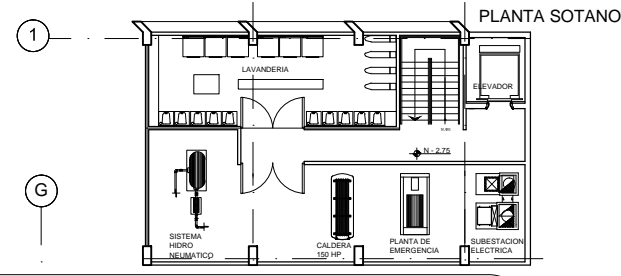 PLANTA SOTANO
1
LAVANDERIA
ELEVADOR
N - 2.75
G
SISTEMA
HIDRO
NEUMATICO
CALDERA
150 HP
PLANTA DE
EMERGENCIA
SUBESTACION
ELECTRICA